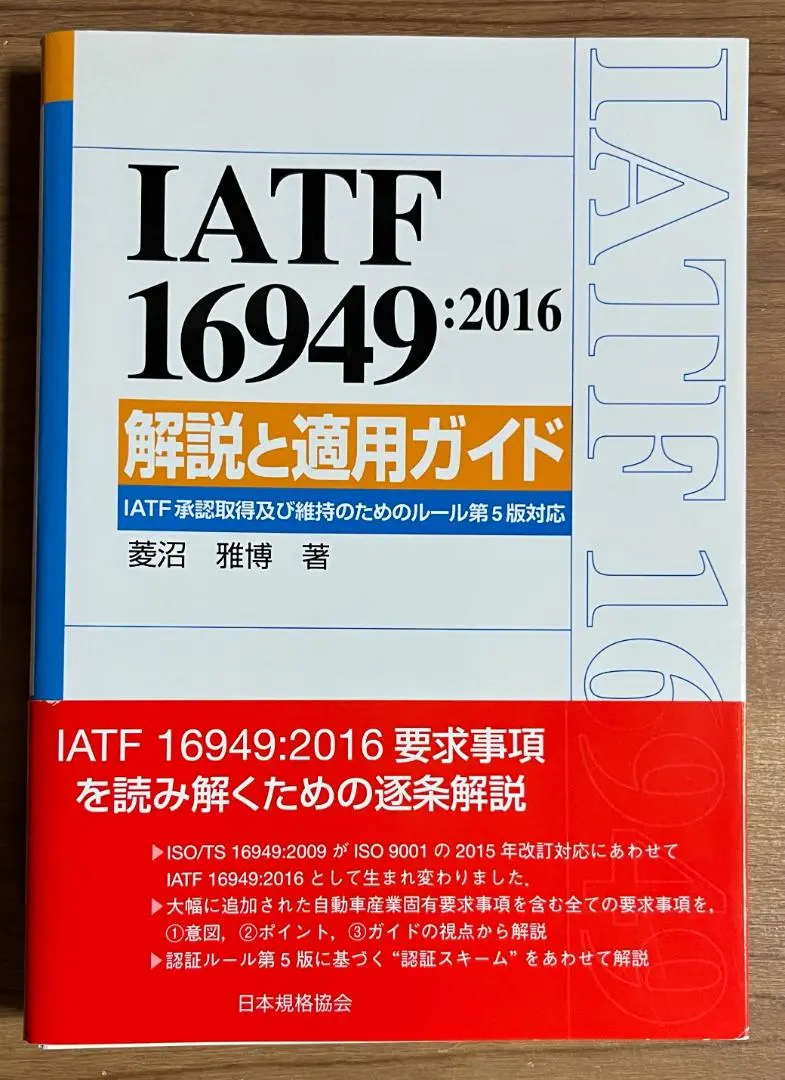 IATF
16949:2016
解説と適用ガイド
IATF承認取得及び維持のためのルール第5版対応
菱沼 雅博 著
IATF 16949
IATF 16949:2016 要求事項
を読み解くための逐条解説
▶ISO/TS 16949:2009 が ISO 9001 の 2015 年改訂対応にあわせて
IATF 16949:2016 として生まれ変わりました.
▶大幅に追加された自動車産業固有要求事項を含む全ての要求事項を,
①意図, ②ポイント, ③ガイドの視点から解説
▶認証ルール第5版に基づく“認証スキーム”をあわせて解説
日本規格協会